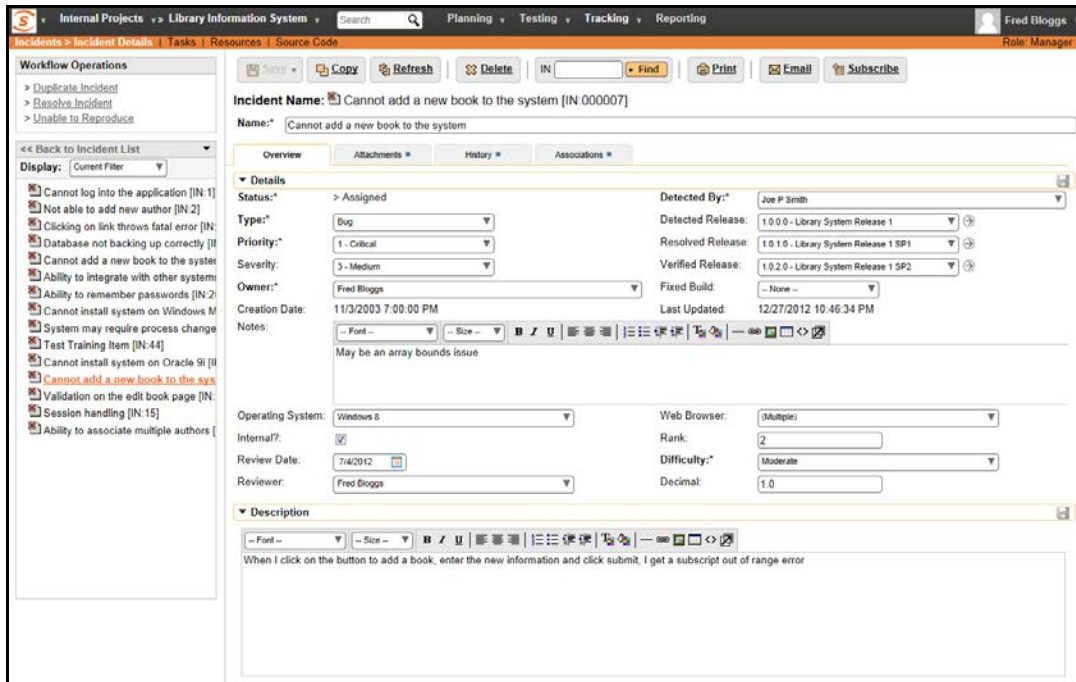 S Internal Projects » Library Information System Search Planning Testing Tracking Reporting Fred Bloggs
Incidents > Incident Details | Tasks | Resources | Source Code Role: Manager
Workflow Operations
> Duplicate Incident
> Resolve Incident
> Unable to Reproduce
<< Back to Incident List
Display: Current Filter
Cannot log into the application [IN:1]
Not able to add new author [IN:2]
Clicking on link throws fatal error [IN:
Database not backing up correctly [I
Cannot add a new book to the syster
Ability to integrate with other system:
Ability to remember passwords [IN:2
Cannot install system on Windows M
System may require process change
Test Training Item [IN:44]
Cannot install system on Oracle 9i [I
Cannot add a new book to the sys
Validation on the edit book page [IN:
Session handling [IN:15]
Ability to associate multiple authors [
Save Copy Refresh Delete IN Find Print Email Subscribe
Incident Name: Cannot add a new book to the system [IN:000007]
Name:* Cannot add a new book to the system
Overview Attachments History Associations
Details
Status:* > Assigned Detected By:* Joe P Smith
Type:* Bug Detected Release: 1.0.0.0 - Library System Release 1
Priority:* 1 - Critical Resolved Release: 1.0.1.0 - Library System Release 1 SP1
Severity: 3 - Medium Verified Release: 1.0.2.0 - Library System Release 1 SP2
Owner:* Fred Bloggs Fixed Build: -- None --
Creation Date: 11/3/2003 7:00:00 PM Last Updated: 12/27/2012 10:46:34 PM
Notes: -- Font -- -- Size -- B I U
May be an array bounds issue
Operating System: Windows 8 Web Browser: (Multiple)
Internal?: Rank: 2
Review Date: 7/4/2012 Difficulty:* Moderate
Reviewer: Fred Bloggs Decimal: 1.0
Description
-- Font -- -- Size -- B I U
When I click on the button to add a book, enter the new information and click submit, I get a subscript out of range error